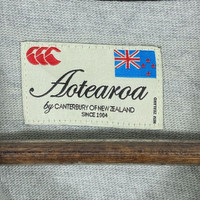 Aotearoa
by CANTERBURY OF NEW ZEALAND
SINCE 1904